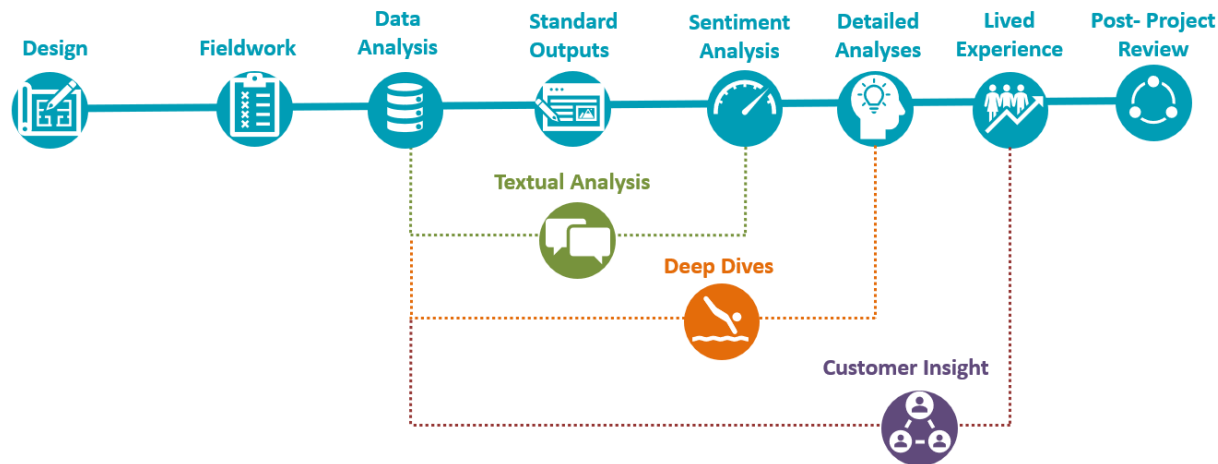 Design
Fieldwork
Data
Analysis
Standard
Outputs
Sentiment
Analysis
Detailed
Analyses
Lived
Experience
Post- Project
Review
Textual Analysis
Deep Dives
Customer Insight